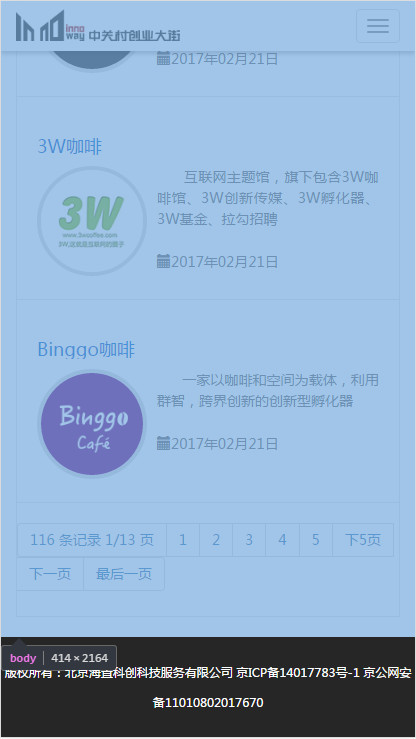 inno way 中关村创业大街
2017年02月21日
3W咖啡
互联网主题馆，旗下包含3W咖
啡馆、3W创新传媒、3W孵化器、
3W基金、拉勾招聘
3W
www.3wcoffee.com
3W,这就是互联网的圈子
2017年02月21日
Binggo咖啡
一家以咖啡和空间为载体，利用
群智，跨界创新的创新型孵化器
Binggo
Café
2017年02月21日
116 条记录 1/13 页 1 2 3 4 5 下5页
下一页 最后一页
body 414 × 2164
版权所有：北京海置科创科技服务有限公司 京ICP备14017783号-1 京公网安
备11010802017670